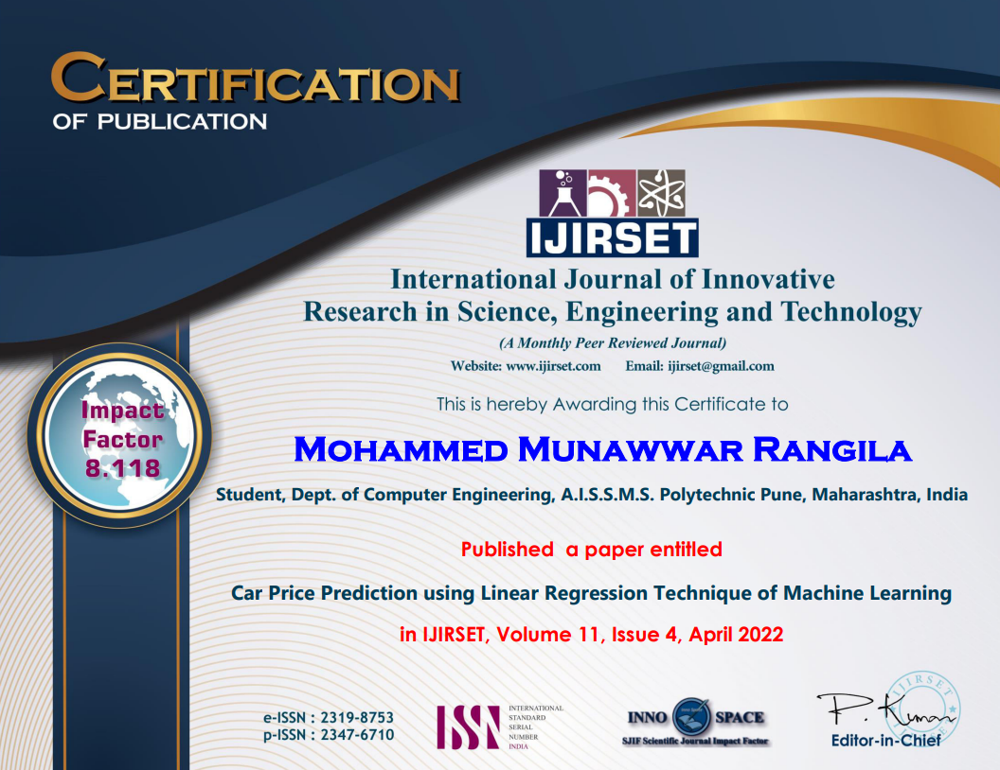 CERTIFICATION
OF PUBLICATION
IJIRSET
International Journal of Innovative
Research in Science, Engineering and Technology
(A Monthly Peer Reviewed Journal)
Website: www.ijirset.com Email: ijirset@gmail.com
This is hereby Awarding this Certificate to
MOHAMMED MUNAWWAR RANGILA
Student, Dept. of Computer Engineering, A.I.S.S.M.S. Polytechnic Pune, Maharashtra, India
Impact
Factor
8.118
Published a paper entitled
Car Price Prediction using Linear Regression Technique of Machine Learning
in IJIRSET, Volume 11, Issue 4, April 2022
e-ISSN : 2319-8753
p-ISSN : 2347-6710
ISSN
INTERNATIONAL
STANDARD
SERIAL
NUMBER
INDIA
INNO SPACE
SJIF Scientific Journal Impact Factor
IJIRSET
P. Kumar
Editor-in-Chief